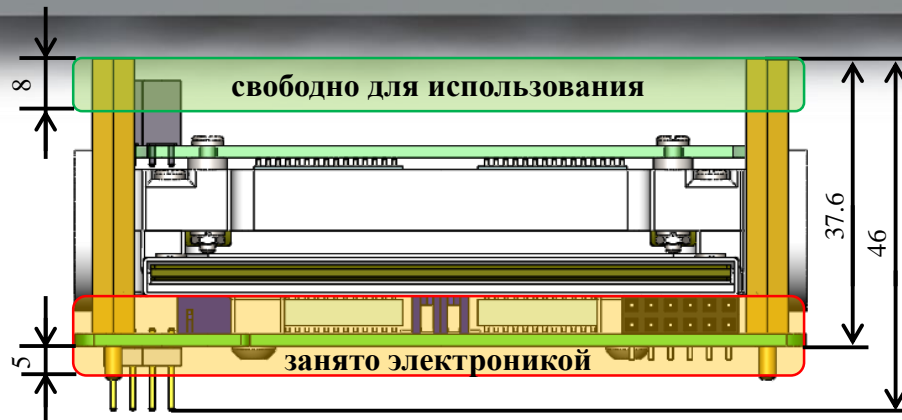 8
свободно для использования
37.6
46
5
занято электроникой